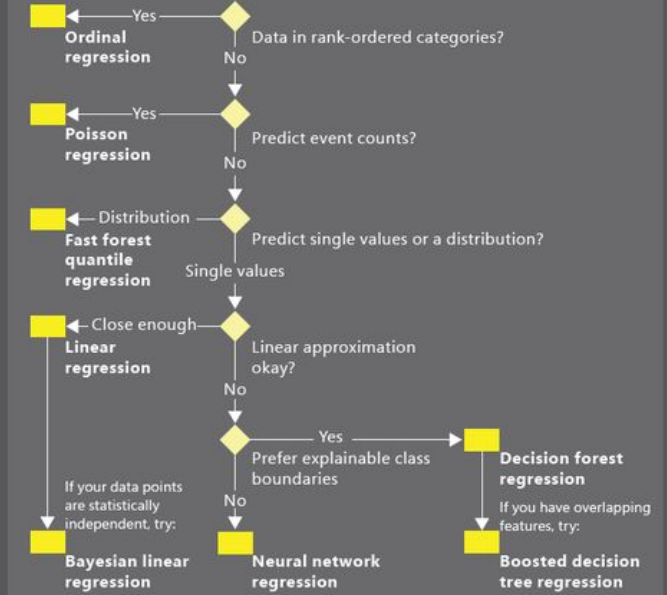 Yes
Ordinal
regression
Data in rank-ordered categories?
No
Yes
Poisson
regression
Predict event counts?
No
Distribution
Fast forest
quantile
regression
Predict single values or a distribution?
Single values
Close enough
Linear
regression
Linear approximation
okay?
No
Yes
Prefer explainable class
boundaries
Decision forest
regression
If your data points
are statistically
independent, try:
No
If you have overlapping
features, try:
Bayesian linear
regression
Neural network
regression
Boosted decision
tree regression